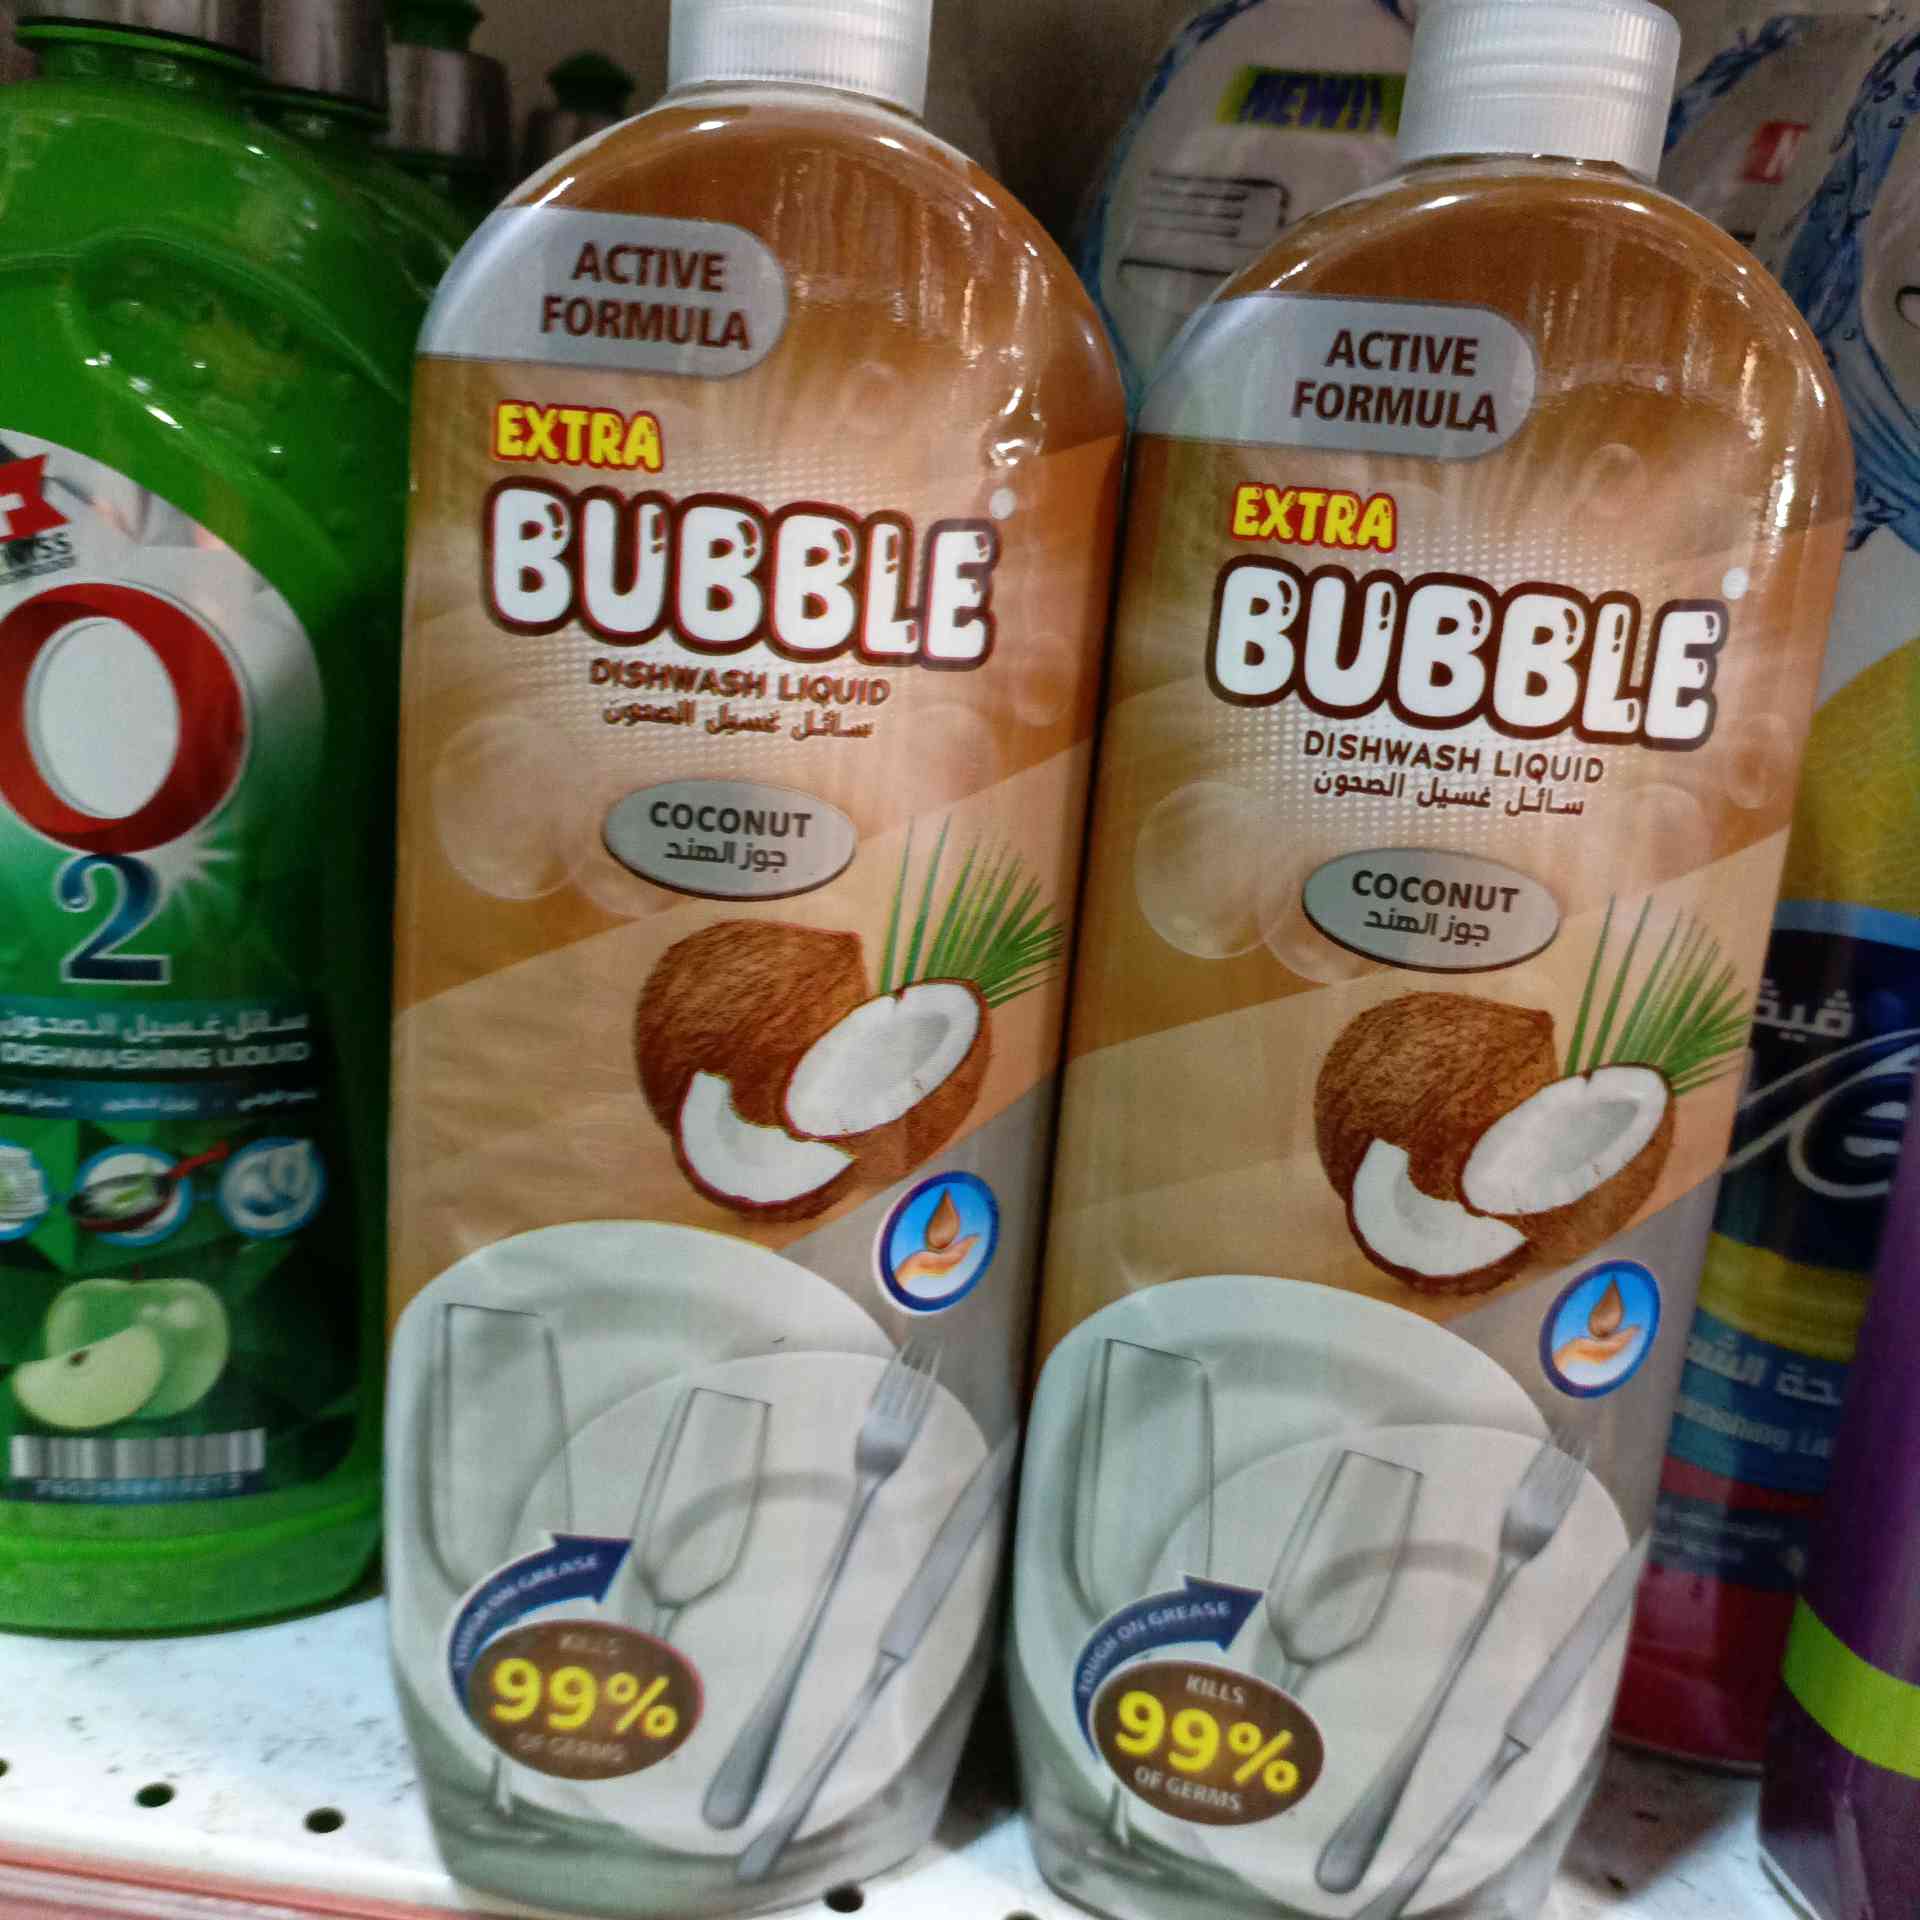 O
2
سائل غسيل الصحون
DISHWASHING LIQUID
ACTIVE
FORMULA
EXTRA
BUBBLE
DISHWASH LIQUID
سائل غسيل الصحون
COCONUT
جوز الهند
TOUGH ON GREASE
KILLS
99%
OF GERMS
NEW!!
ACTIVE
FORMULA
EXTRA
BUBBLE
DISHWASH LIQUID
سائل غسيل الصحون
COCONUT
جوز الهند
TOUGH ON GREASE
KILLS
99%
OF GERMS